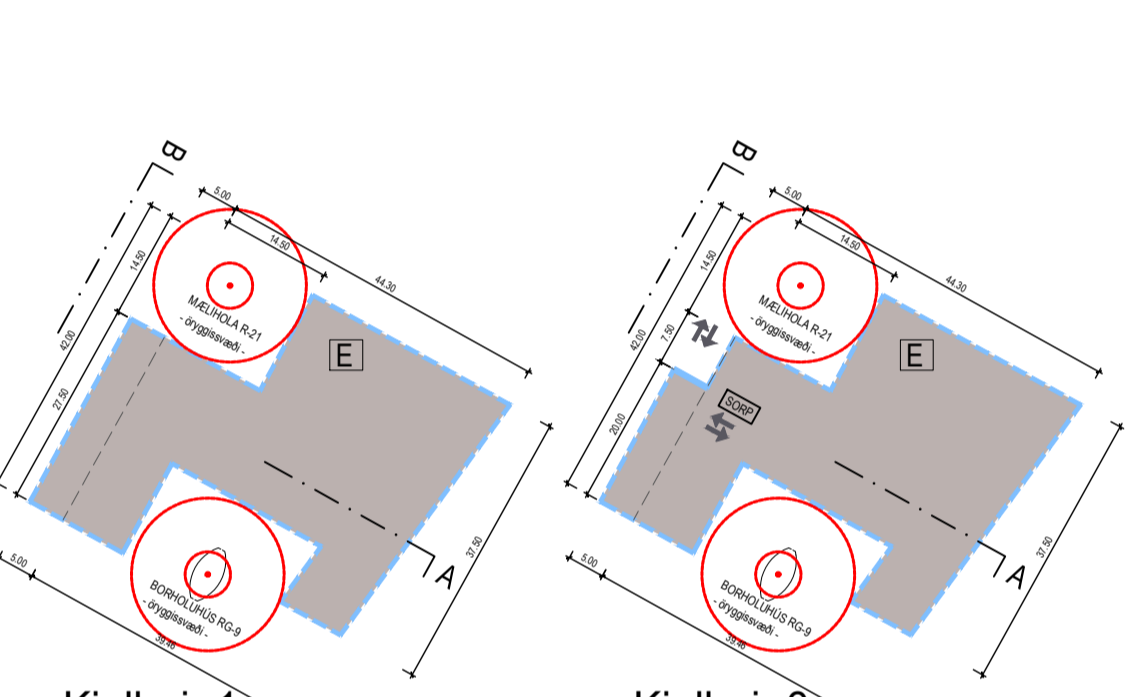 B
5.00
14.50
44.30
14.50
42.00
27.50
MÆLIHOLA R-21
- öryggissvæði -
E
BORHOLUHÚS RG-9
- öryggissvæði -
5.00
39.46
37.50
A
B
5.00
14.50
44.30
14.50
42.00
7.50
20.00
MÆLIHOLA R-21
- öryggissvæði -
E
SORP
BORHOLUHÚS RG-9
- öryggissvæði -
5.00
39.46
37.50
A